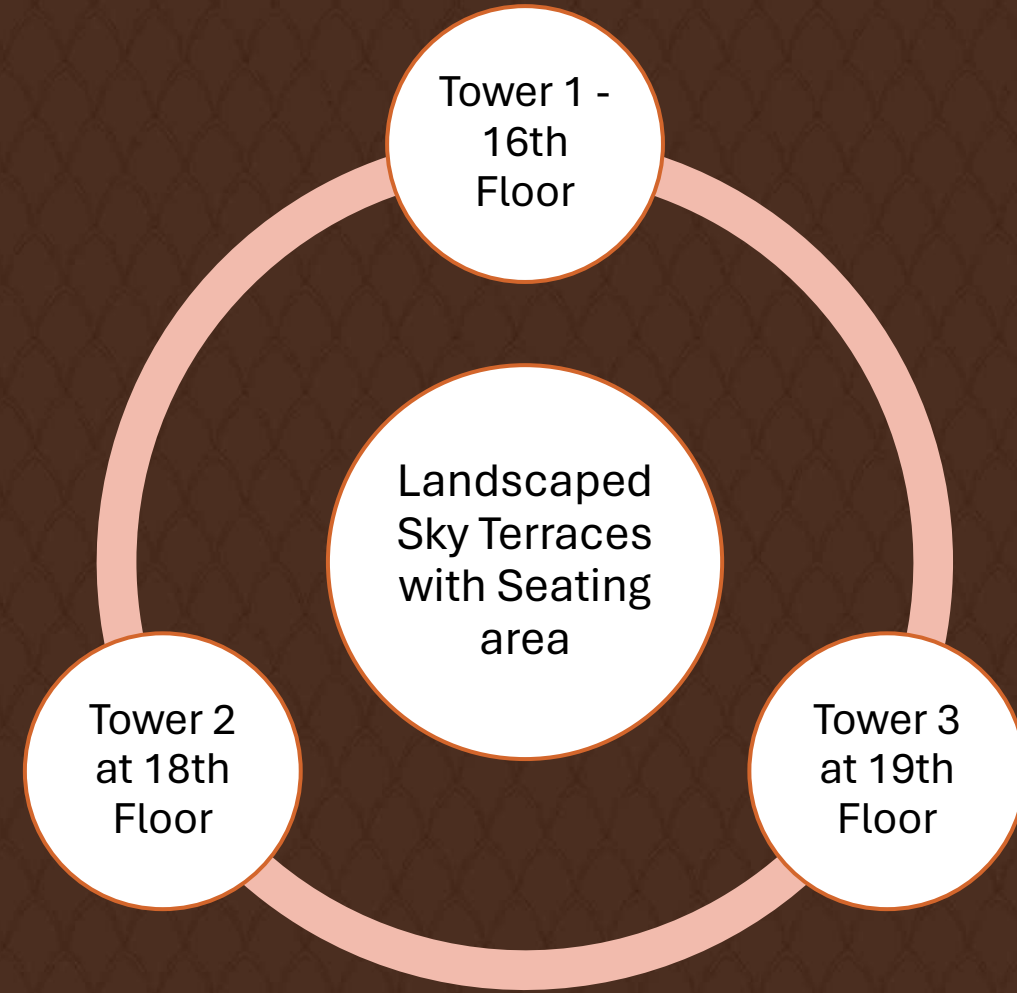 Tower 1 -
16th
Floor
Landscaped
Sky Terraces
with Seating
area
Tower 2
at 18th
Floor
Tower 3
at 19th
Floor